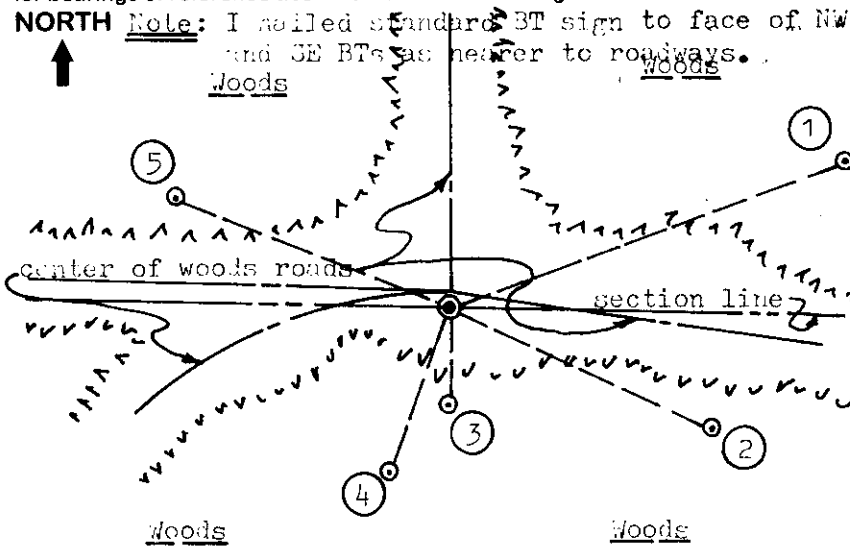 NORTH Note: I nailed standard BT sign to face of NW
and SE BTs as nearer to roadways.
Woods
Woods
1
5
center of woods roads
section line
3
2
4
Woods
Woods